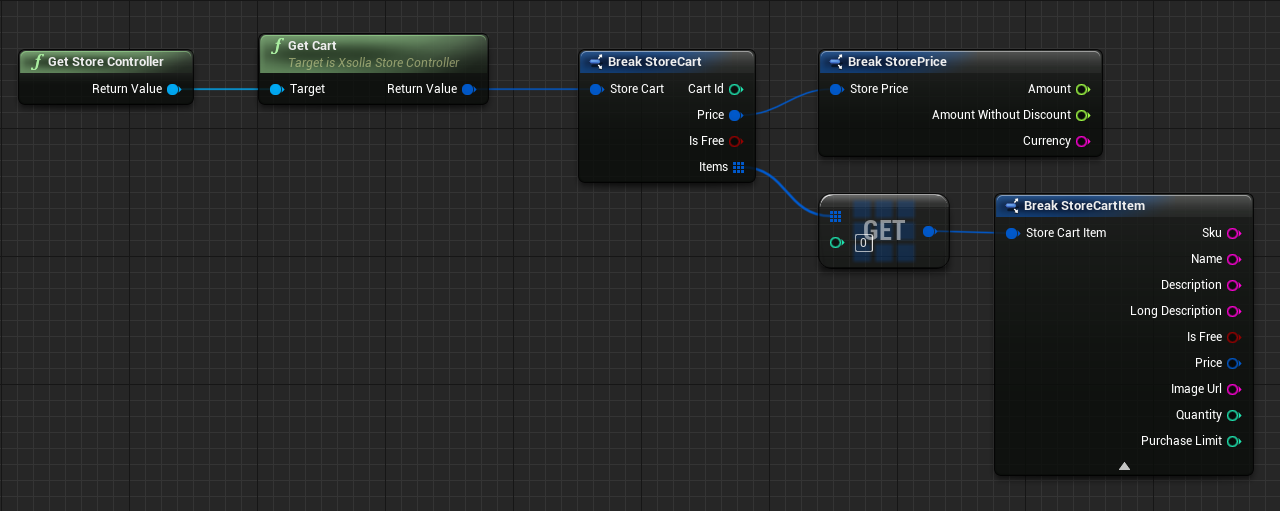 f Get Store Controller
Return Value
f Get Cart
Target is Xsolla Store Controller
Target Return Value
Break StoreCart
Store Cart Cart Id
Price
Is Free
Items
Break StorePrice
Store Price Amount
Amount Without Discount
Currency
GET
0
Break StoreCartItem
Store Cart Item Sku
Name
Description
Long Description
Is Free
Price
Image Url
Quantity
Purchase Limit